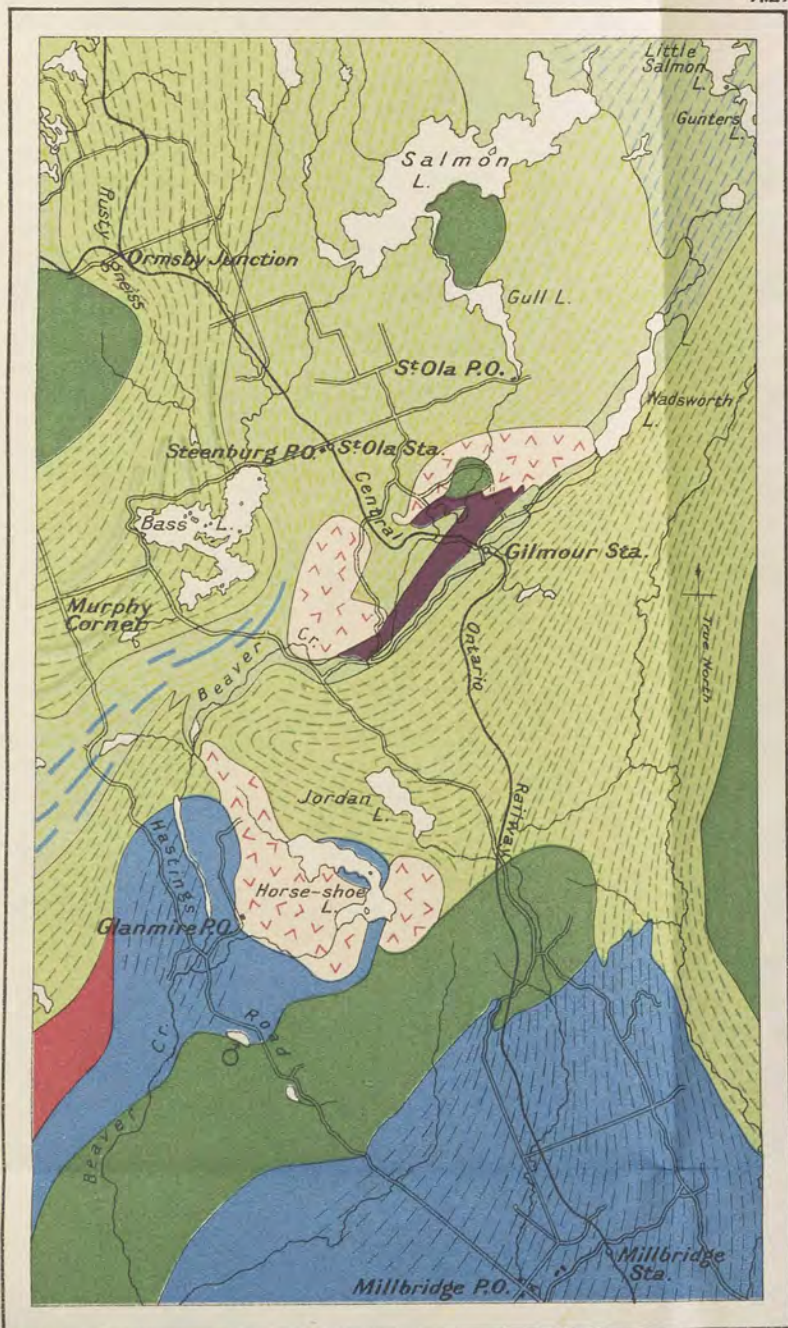 Little
Salmon
L.
Gunters
L.
Salmon
L.
Rusty
gneiss
Ormsby Junction
Gull L.
St Ola P.O.
Wadsworth
L.
Steenburg P.O.
St Ola Sta.
Central
Bass L.
Gilmour Sta.
Murphy
Corner
Cr.
Beaver
Ontario
True North
Jordan
L.
Railway
Hastings
Horse-shoe
L.
Glanmire P.O.
Road
Beaver Cr.
Millbridge
Sta.
Millbridge P.O.